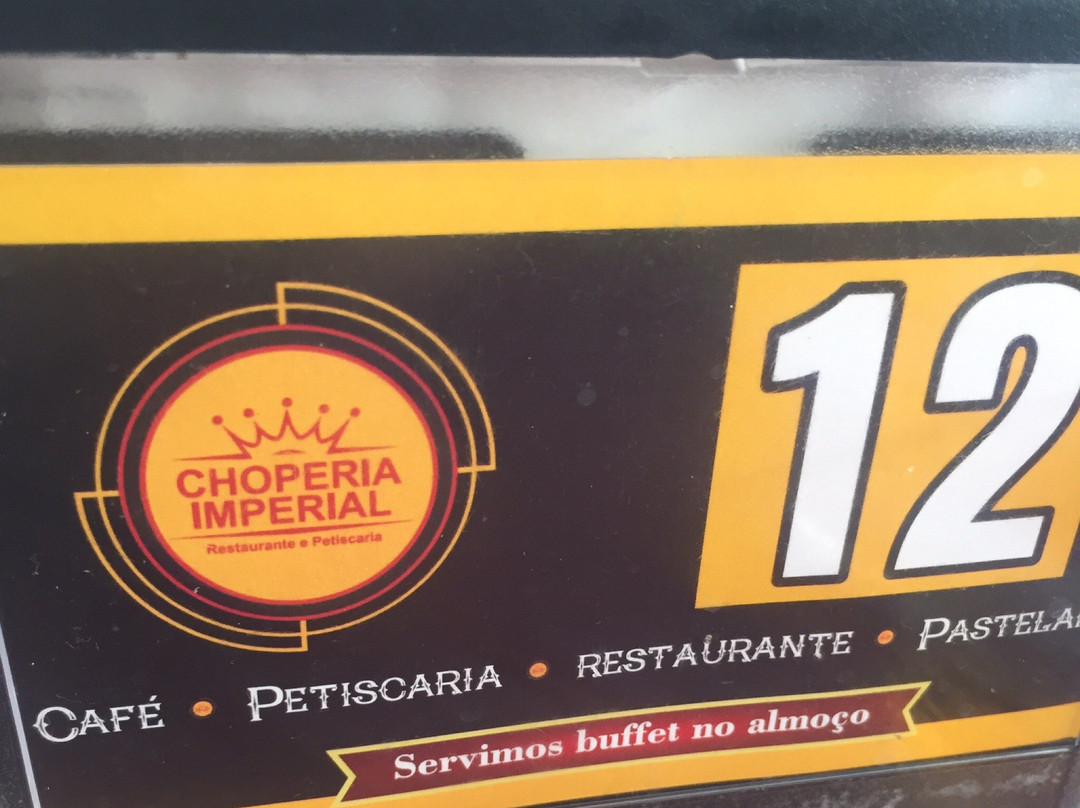 12
CHOPERIA
IMPERIAL
Restaurante e Petiscaria
CAFÉ • PETISCARIA • RESTAURANTE •
Servimos buffet no almoço